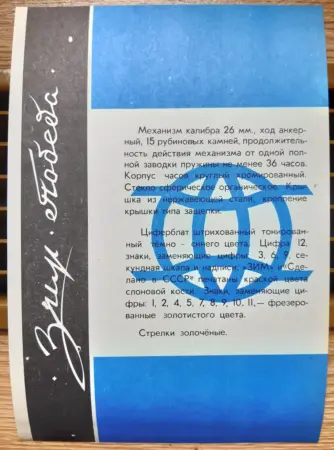 Зим. Победа.
Механизм калибра 26 мм., ход анкер-
ный, 15 рубиновых камней, продолжитель-
ность действия механизма от одной пол-
ной заводки пружины не менее 36 часов.
Корпус часов круглый хромированный.
Стекло сферическое органическое. Крыш-
шка из нержавеющей стали, крепление
крышки типа защелки.
Циферблат штрихованный тонирован-
ный тёмно – синего цвета. Цифра 12,
знаки, заменяющие цифры 3, 6, 9, се-
кундная шкала и надписи: "ЗИМ" и "Сде-
лано в СССР" печатаны краской цвета
слоновой кости. Знаки, заменяющие ци-
фры: 1, 2, 4, 5, 7, 8, 9, 10, 11, — фрезеро-
ванные золотистого цвета.
Стрелки золочёные.